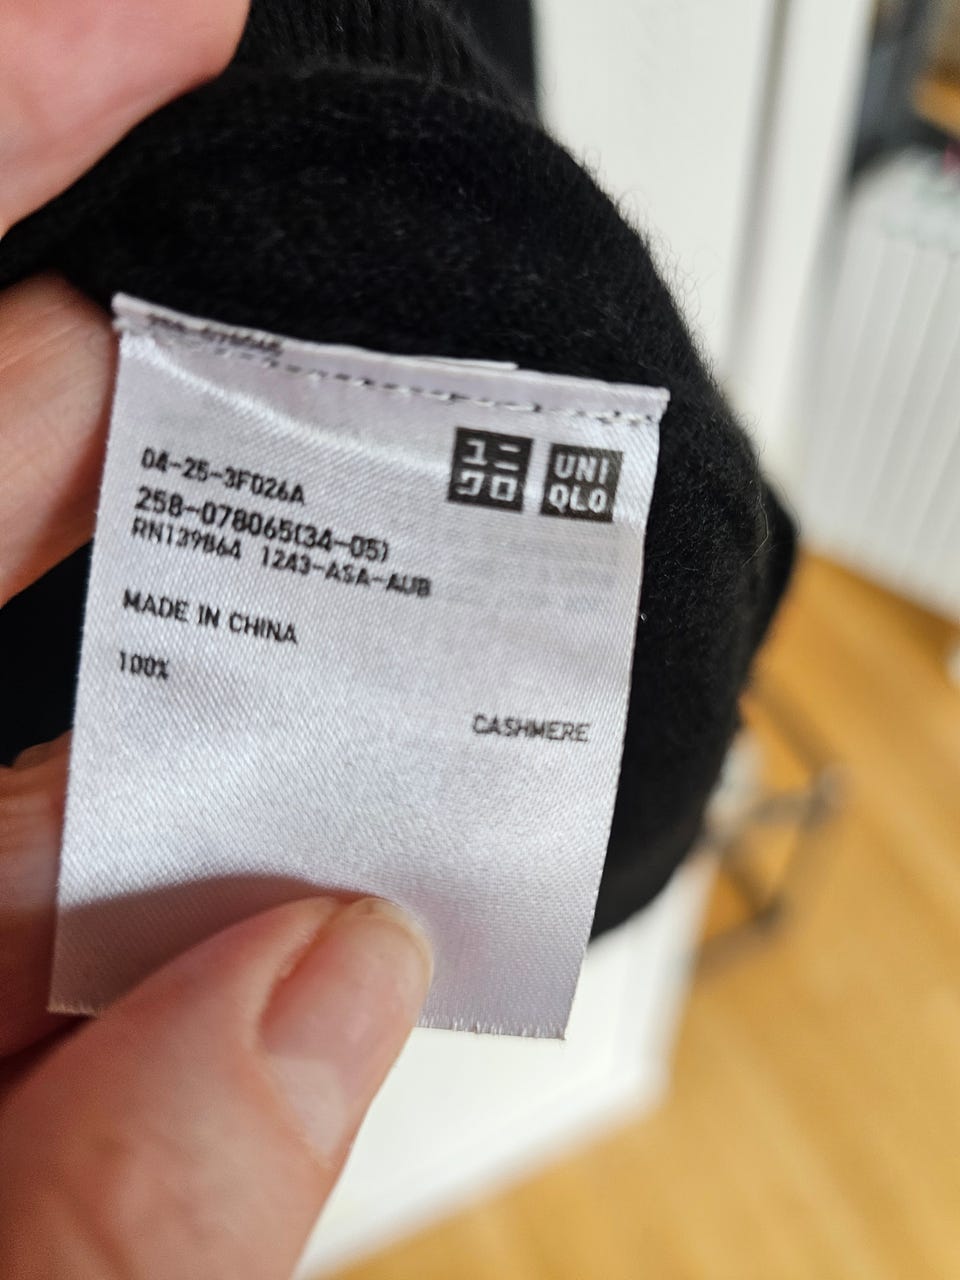 ユニ
クロ
UNI
QLO
04-25-3F026A
258-078065(34-05)
RN139864 1243-ASA-AUB
MADE IN CHINA
100%
CASHMERE